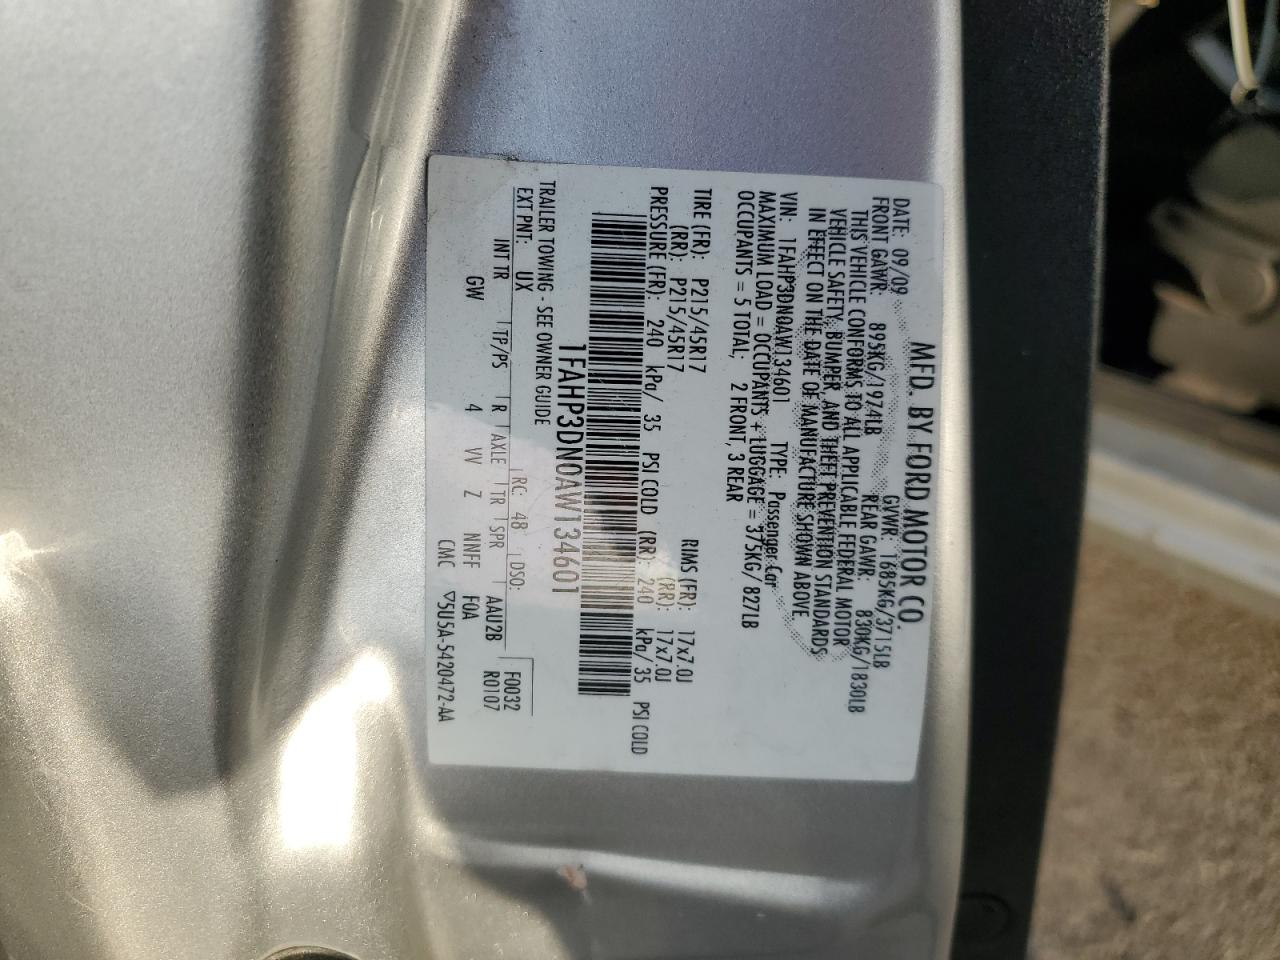 MFD. BY FORD MOTOR CO.
DATE: 09/09 GVWR: 1685KG/3715LB
FRONT GAWR: 895KG/1974LB REAR GAWR: 830KG/1830LB
THIS VEHICLE CONFORMS TO ALL APPLICABLE FEDERAL MOTOR
VEHICLE SAFETY, BUMPER, AND THEFT PREVENTION STANDARDS
IN EFFECT ON THE DATE OF MANUFACTURE SHOWN ABOVE.
VIN: 1FAHP3DN0AW134601 TYPE: Passenger Car
MAXIMUM LOAD = OCCUPANTS + LUGGAGE = 375KG/827LB
OCCUPANTS = 5 TOTAL; 2 FRONT, 3 REAR
TIRE (FR): P215/45R17 RIMS (FR): 17x7.0J
(RR): P215/45R17 (RR): 17x7.0J
PRESSURE (FR): 240 kPa/ 35 PSI COLD (RR: 240 kPa/ 35 PSI COLD
1FAHP3DN0AW134601
TRAILER TOWING - SEE OWNER GUIDE
EXT PNT: UX RC: 48 DSO: F0032
INT TR TP/PS R AXLE TR SPR AAU2B R0107
GW 4 VV Z NNFF FOA
CMC ▽5U5A-5420472-AA